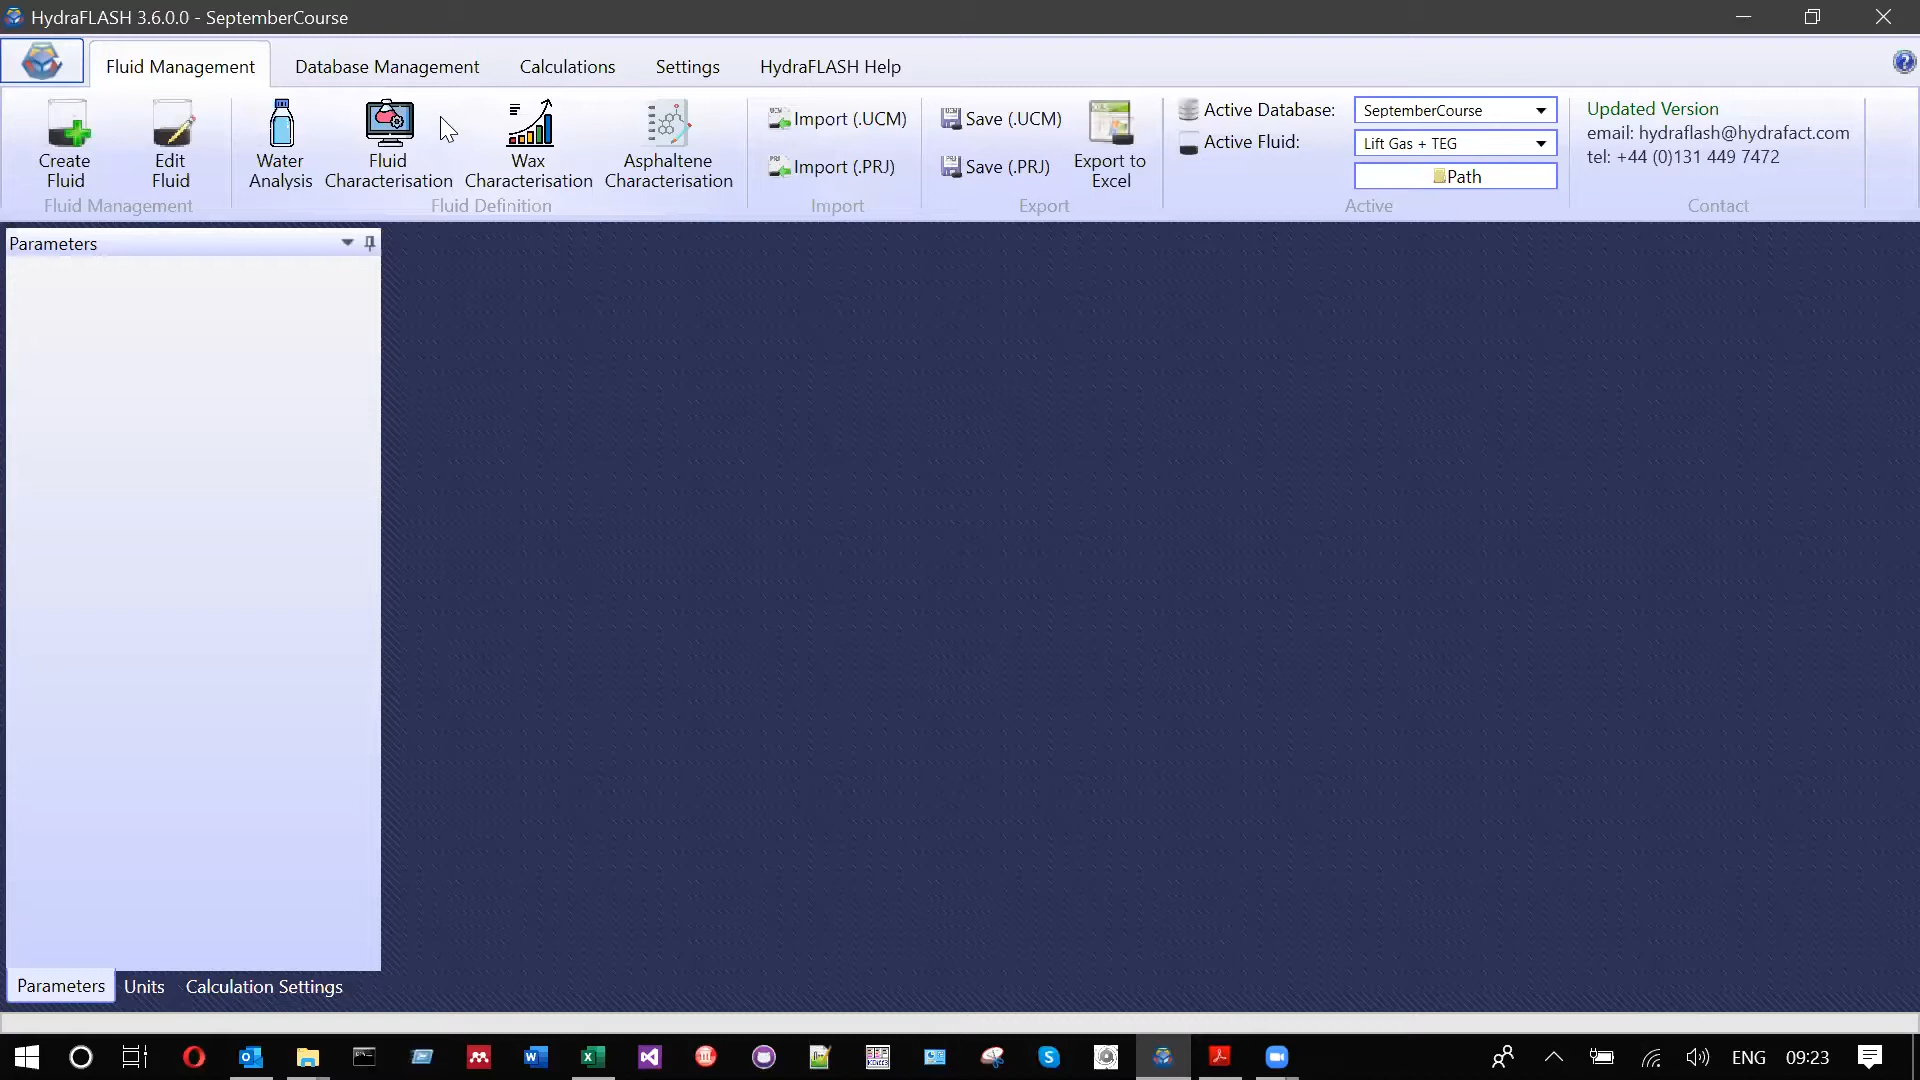 HydraFLASH 3.6.0.0 - SeptemberCourse
Fluid Management
Database Management
Calculations
Settings
HydraFLASH Help
Create
Fluid
Edit
Fluid
Fluid Management
Water
Analysis
Fluid
Characterisation
Wax
Characterisation
Asphaltene
Characterisation
Fluid Definition
Import (.UCM)
Import (.PRJ)
Import
Save (.UCM)
Save (.PRJ)
Export to
Excel
Export
Active Database:
SeptemberCourse
Active Fluid:
Lift Gas + TEG
Path
Active
Updated Version
email: hydraflash@hydrafact.com
tel: +44 (0)131 449 7472
Contact
Parameters
Parameters
Units
Calculation Settings
ENG
09:23